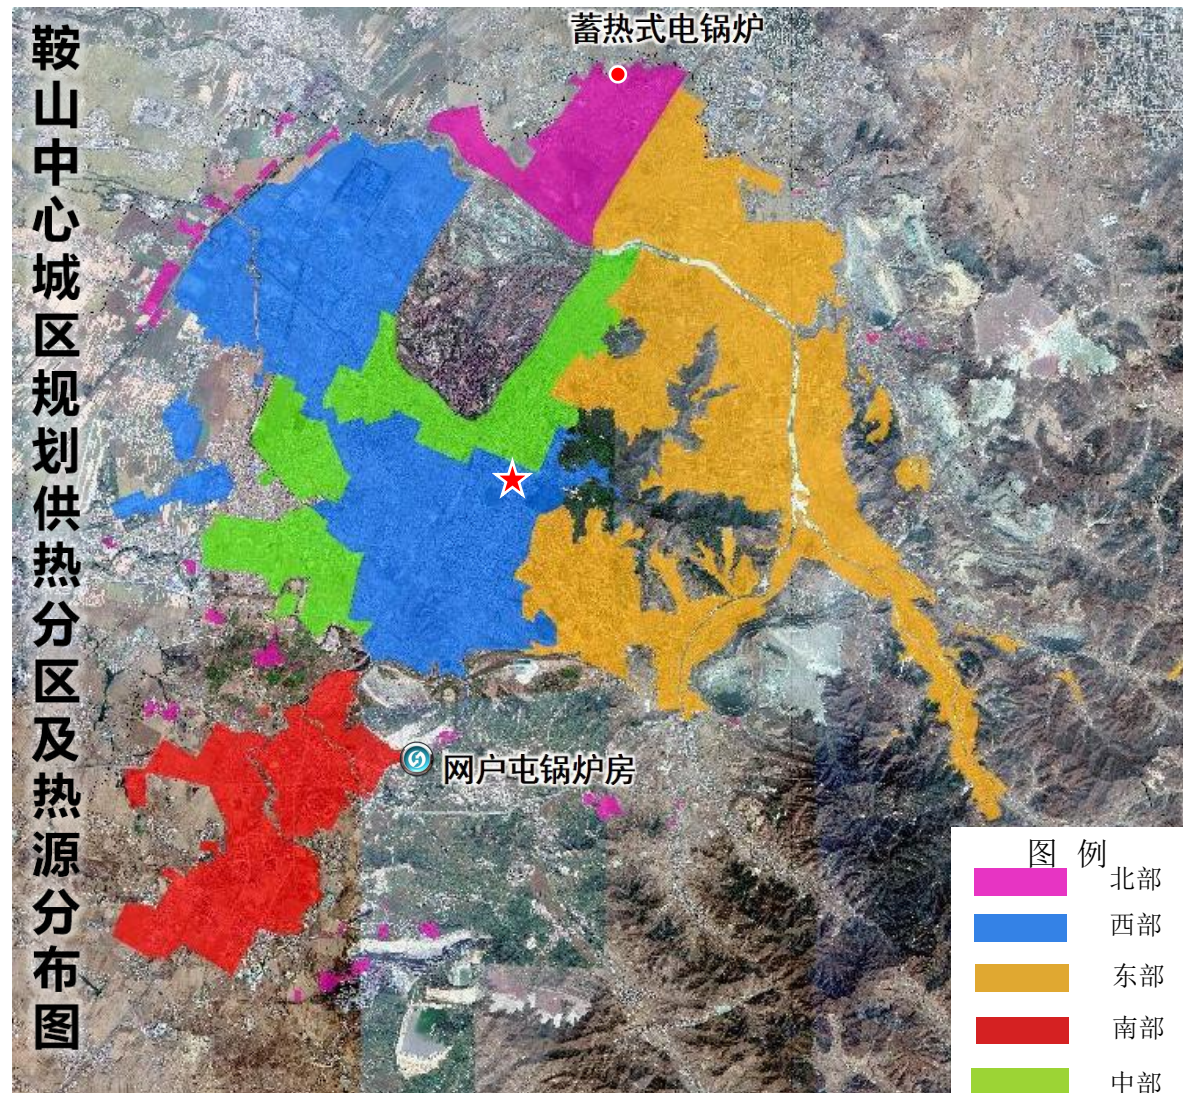 鞍山中心城区规划供热分区及热源分布图
蓄热式电锅炉
网户屯锅炉房
图 例
北部
西部
东部
南部
中部